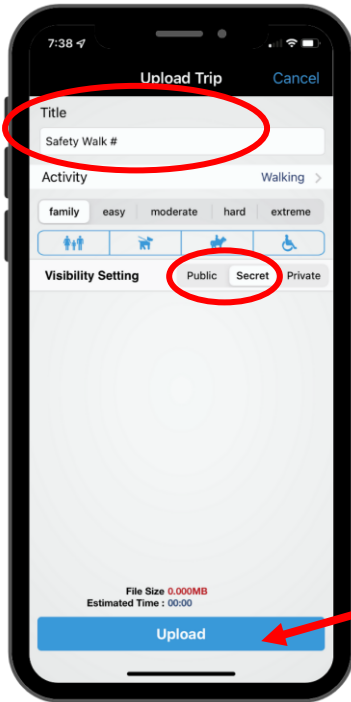 7:38
Upload Trip Cancel
Title
Safety Walk #
Activity Walking >
family easy moderate hard extreme
Visibility Setting Public Secret Private
File Size 0.000MB
Estimated Time : 00:00
Upload